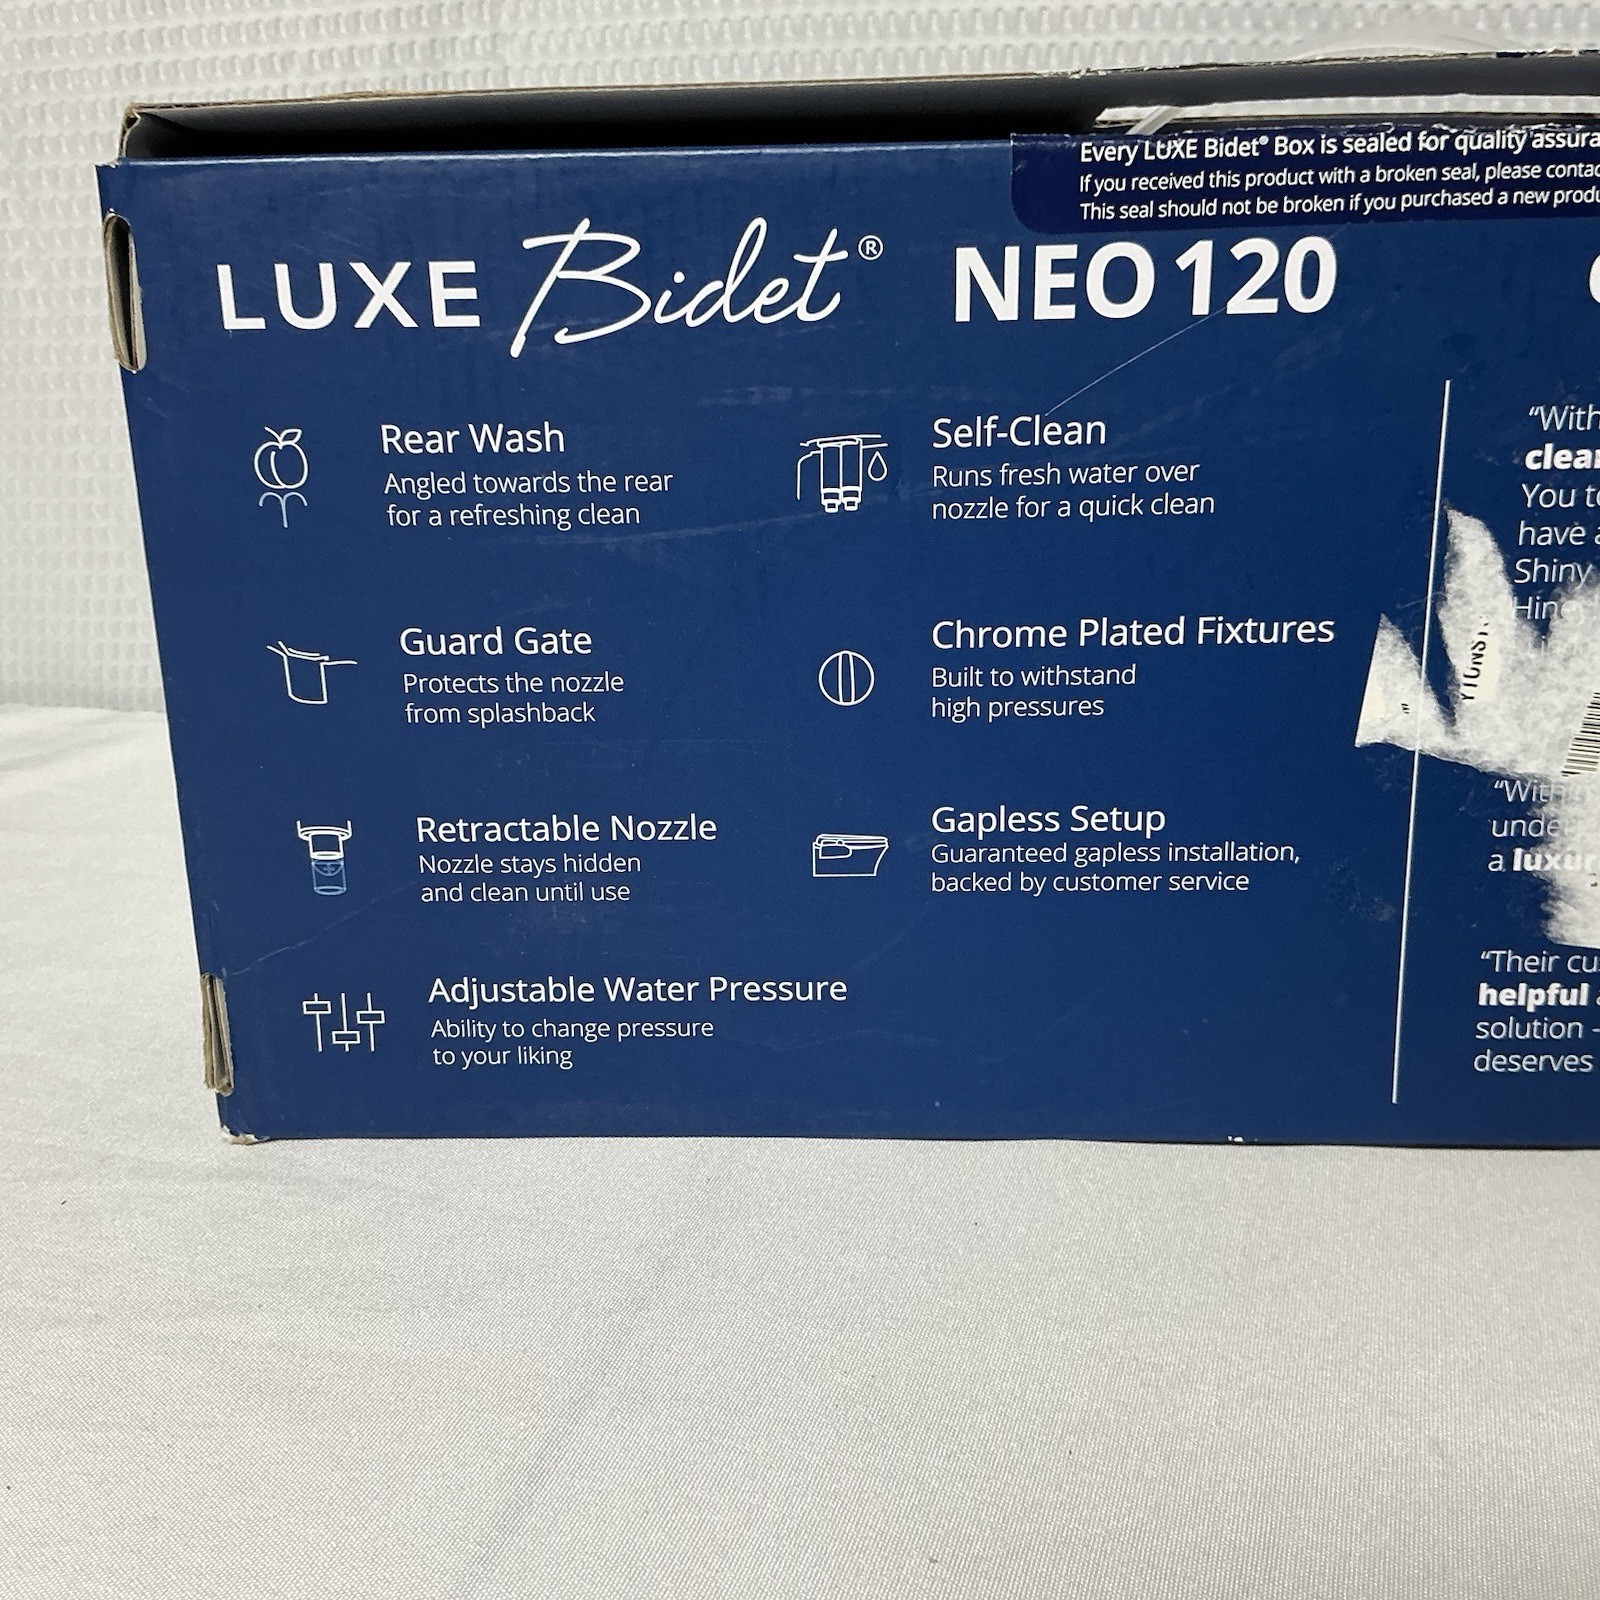 Every LUXE Bidet® Box is sealed for quality
If you received this product with a broken seal, please
This seal should not be broken if you purchased a new
LUXE Bidet® NEO 120
Rear Wash
Angled towards the rear
for a refreshing clean
Guard Gate
Protects the nozzle
from splashback
Retractable Nozzle
Nozzle stays hidden
and clean until use
Adjustable Water Pressure
Ability to change pressure
to your liking
Self-Clean
Runs fresh water over
nozzle for a quick clean
Chrome Plated Fixtures
Built to withstand
high pressures
Gapless Setup
Guaranteed gapless installation,
backed by customer service
“With
You
have
Shiny
a
“Their
helpful
solution -
deserves